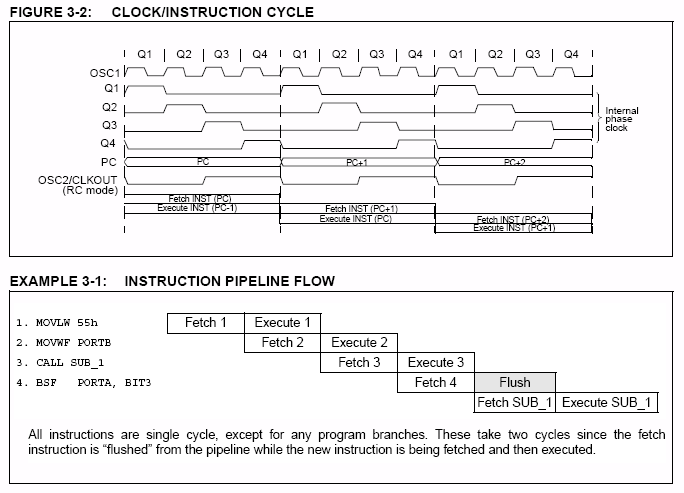 FIGURE 3-2: CLOCK/INSTRUCTION CYCLE
Q1 Q2 Q3 Q4 Q1 Q2 Q3 Q4 Q1 Q2 Q3 Q4
OSC1
Q1
Q2
Q3
Q4
Internal
phase
clock
PC PC PC+1 PC+2
OSC2/CLKOUT
(RC mode)
Fetch INST (PC)
Execute INST (PC-1) Fetch INST (PC+1)
Execute INST (PC) Fetch INST (PC+2)
Execute INST (PC+1)
EXAMPLE 3-1: INSTRUCTION PIPELINE FLOW
1. MOVLW 55h Fetch 1 Execute 1
2. MOVWF PORTB Fetch 2 Execute 2
3. CALL SUB_1 Fetch 3 Execute 3
4. BSF PORTA, BIT3 Fetch 4 Flush
Fetch SUB_1 Execute SUB_1
All instructions are single cycle, except for any program branches. These take two cycles since the fetch
instruction is “flushed” from the pipeline while the new instruction is being fetched and then executed.